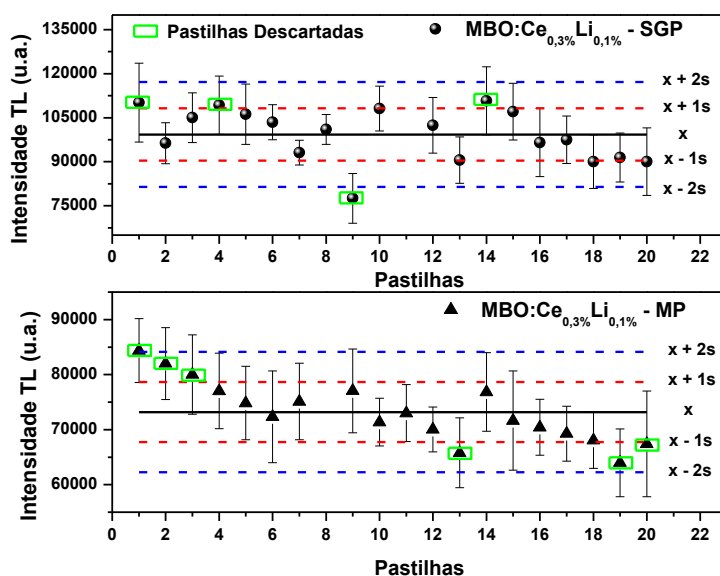 Pastilhas Descartadas
MBO:Ce0,3%Li0,1% - SGP
Intensidade TL (u.a.)
135000
120000
105000
90000
75000
x + 2s
x + 1s
x
x - 1s
x - 2s
0 2 4 6 8 10 12 14 16 18 20 22
Pastilhas
MBO:Ce0,3%Li0,1% - MP
Intensidade TL (u.a.)
90000
80000
70000
60000
x + 2s
x + 1s
x
x - 1s
x - 2s
0 2 4 6 8 10 12 14 16 18 20 22
Pastilhas